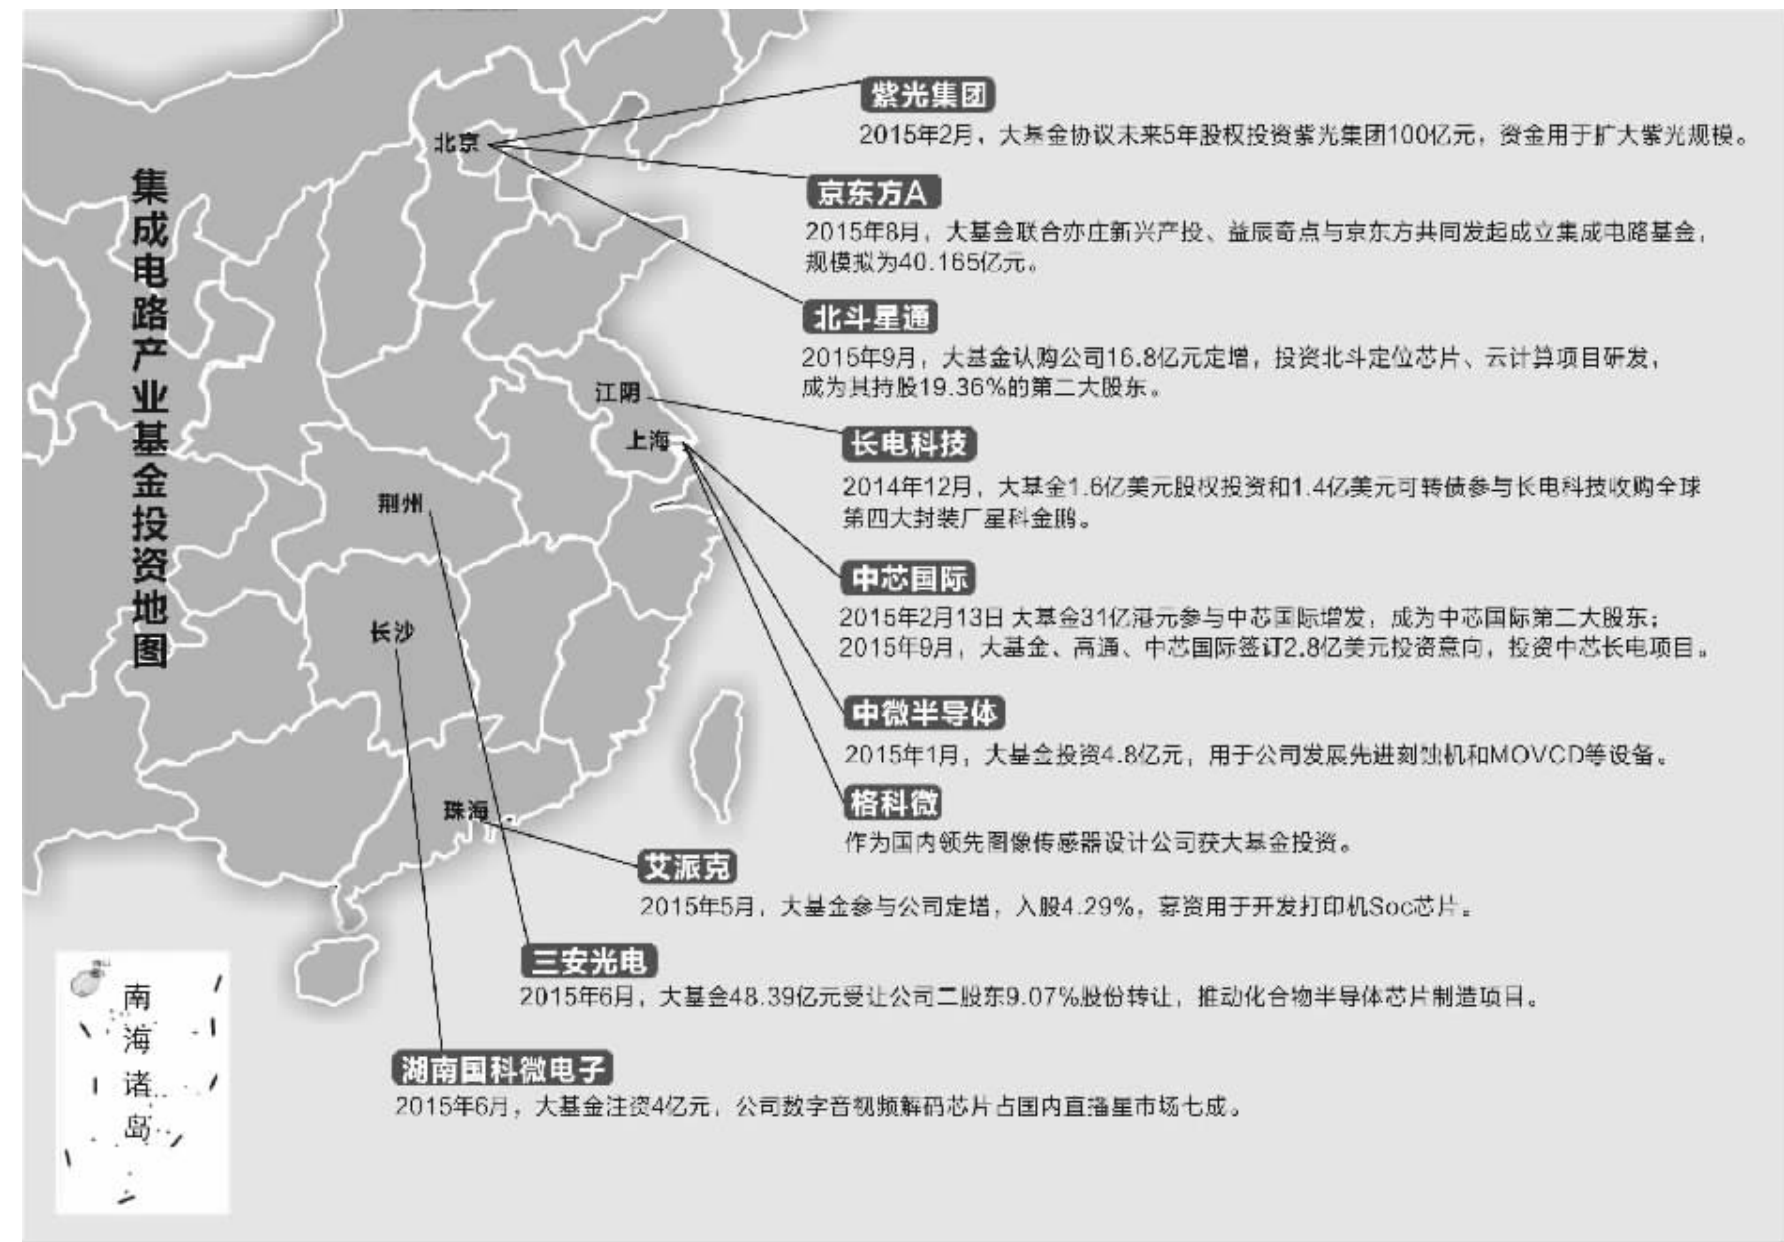 集成电路产业基金投资地图
北京
紫光集团
2015年2月，大基金协议未来5年股权投资紫光集团100亿元，资金用于扩大紫光规模。
京东方A
2015年8月，大基金联合亦庄新兴产投、益辰奇点与京东方共同发起成立集成电路基金，
规模拟为40.165亿元。
北斗星通
2015年9月，大基金认购公司16.8亿元定增，投资北斗定位芯片、云计算项目研发，
成为其持股19.36%的第二大股东。
江阴
长电科技
2014年12月，大基金1.6亿美元股权投资和1.4亿美元可转债参与长电科技收购全球
第四大封装厂星科金鹏。
上海
中芯国际
2015年2月13日 大基金31亿港元参与中芯国际增发，成为中芯国际第二大股东；
2015年9月，大基金、高通、中芯国际签订2.8亿美元投资意向，投资中芯长电项目。
中微半导体
2015年1月，大基金投资4.8亿元，用于公司发展先进刻蚀机和MOVCD等设备。
格科微
作为国内领先图像传感器设计公司获大基金投资。
荆州
长沙
珠海
艾派克
2015年5月，大基金参与公司定增，入股4.29%，募资用于开发打印机Soc芯片。
三安光电
2015年6月，大基金48.39亿元受让公司二股东9.07%股份转让，推动化合物半导体芯片制造项目。
湖南国科微电子
2015年6月，大基金注资4亿元，公司数字音视频解码芯片占国内直播星市场七成。
南海诸岛